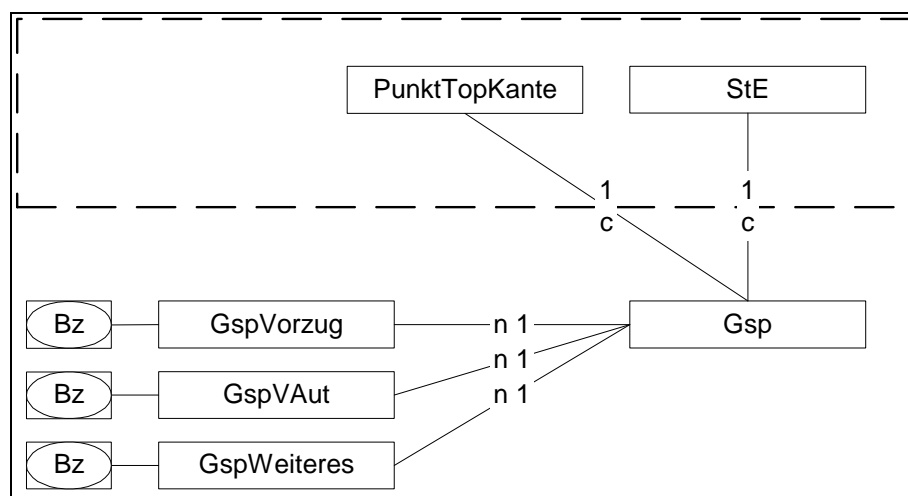 PunktTopKante StE
1 1
c c
Bz GspVorzug n 1 Gsp
Bz GspVAut n 1
n 1
Bz GspWeiteres